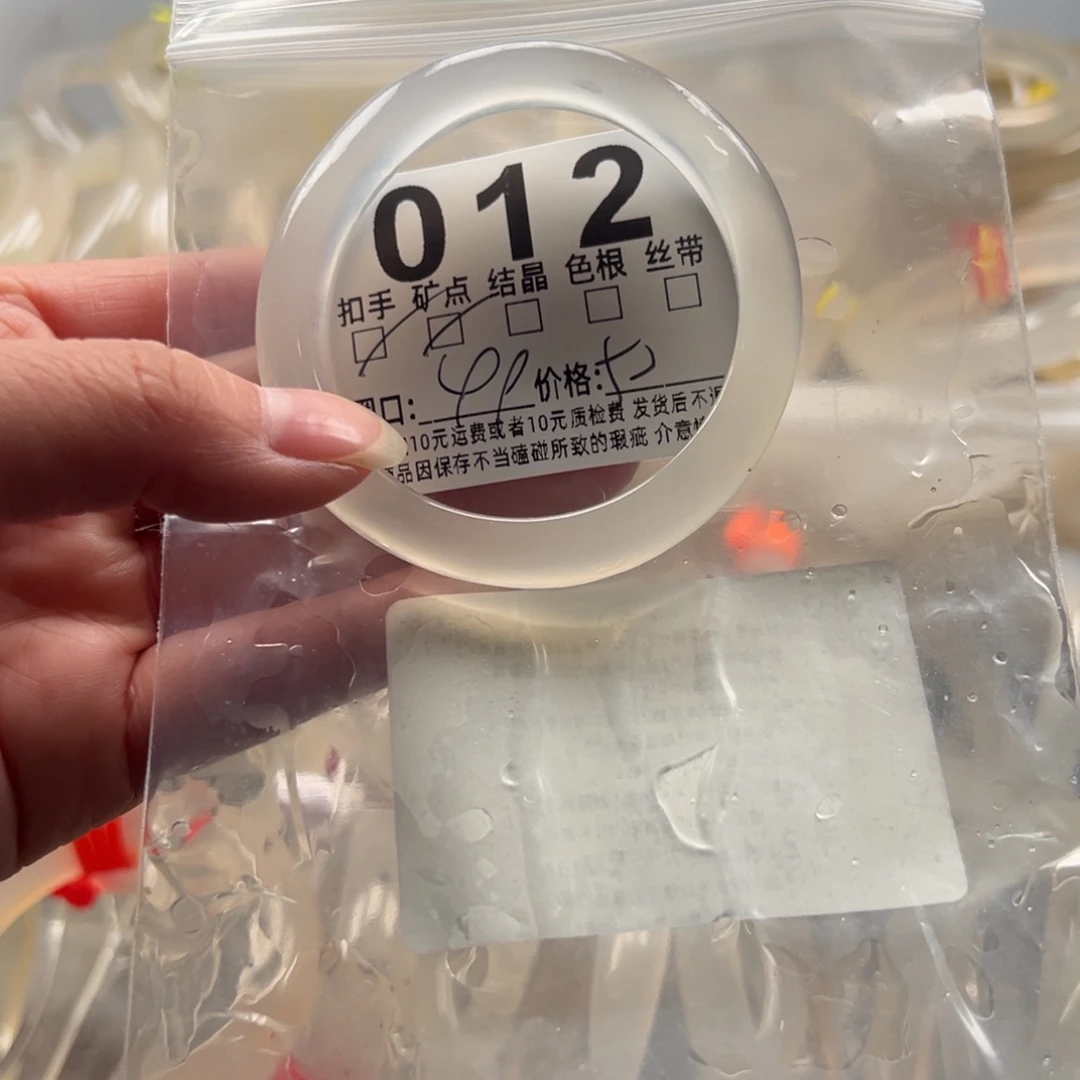 012
扣手 矿点 结晶 色根 丝带
口: 价格:
10元运费或者10元质检费 发货后不退
品因保存不当磕碰所致的瑕疵 介意